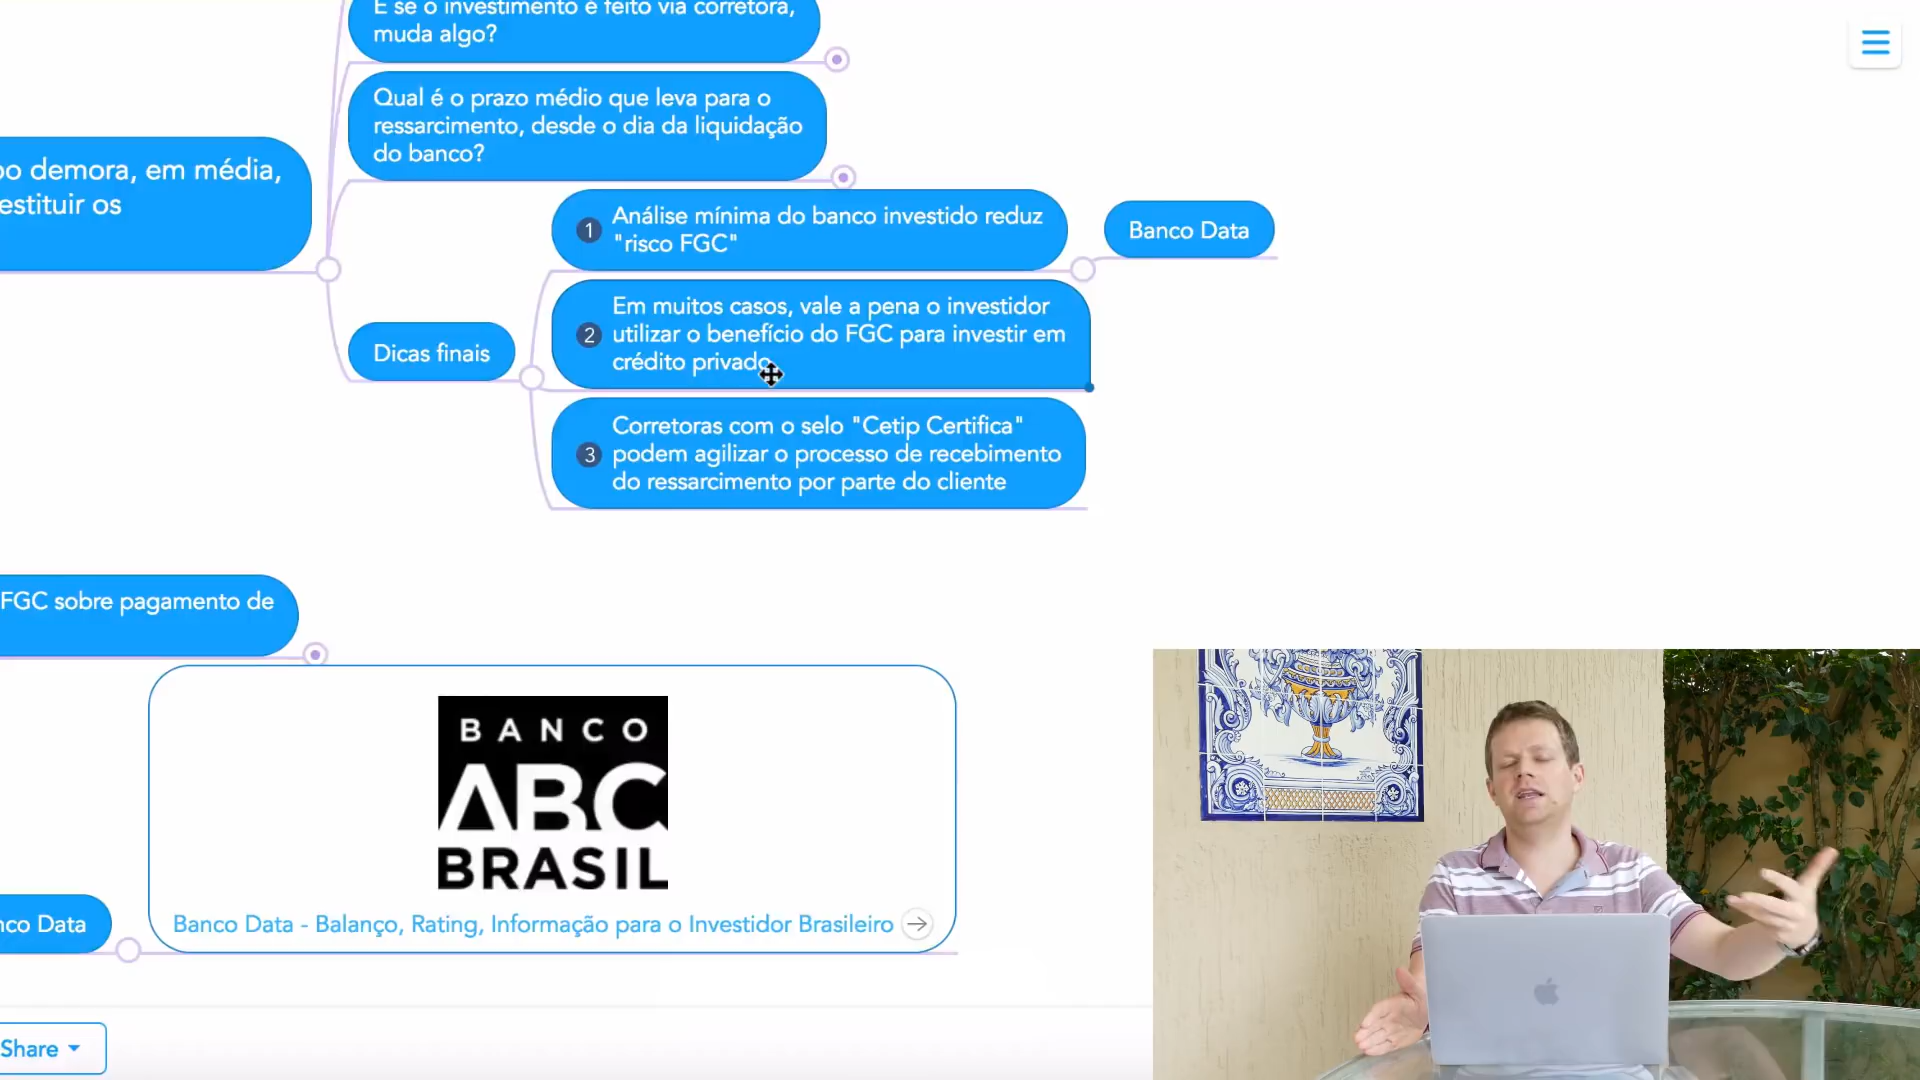 E se o investimento é feito via corretora,
muda algo?
Qual é o prazo médio que leva para o
ressarcimento, desde o dia da liquidação
do banco?
demora, em média,
estituir os
1 Análise mínima do banco investido reduz
"risco FGC"
Banco Data
Dicas finais
2 Em muitos casos, vale a pena o investidor
utilizar o benefício do FGC para investir em
crédito privado
3 Corretoras com o selo "Cetip Certifica"
podem agilizar o processo de recebimento
do ressarcimento por parte do cliente
FGC sobre pagamento de
BANCO
ABC
BRASIL
nco Data
Banco Data - Balanço, Rating, Informação para o Investidor Brasileiro
Share